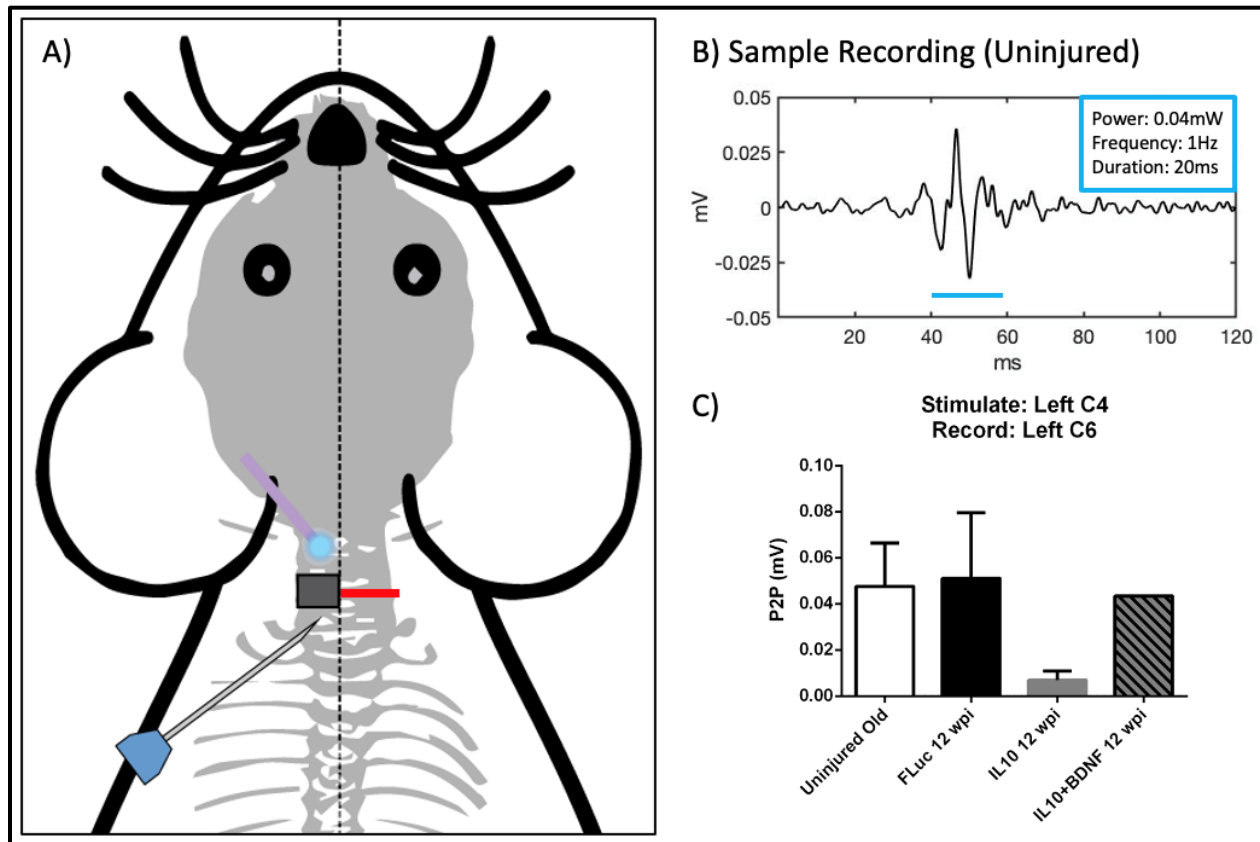 A)
B) Sample Recording (Uninjured)
0.05
0.025
0
-0.025
-0.05
mV
20
40
60
80
100
120
ms
Power: 0.04mW
Frequency: 1Hz
Duration: 20ms
C)
Stimulate: Left C4
Record: Left C6
0.10
0.08
0.06
0.04
0.02
0.00
P2P (mV)
Uninjured Old
FLuc 12 wpi
IL10 12 wpi
IL10+BDNF 12 wpi